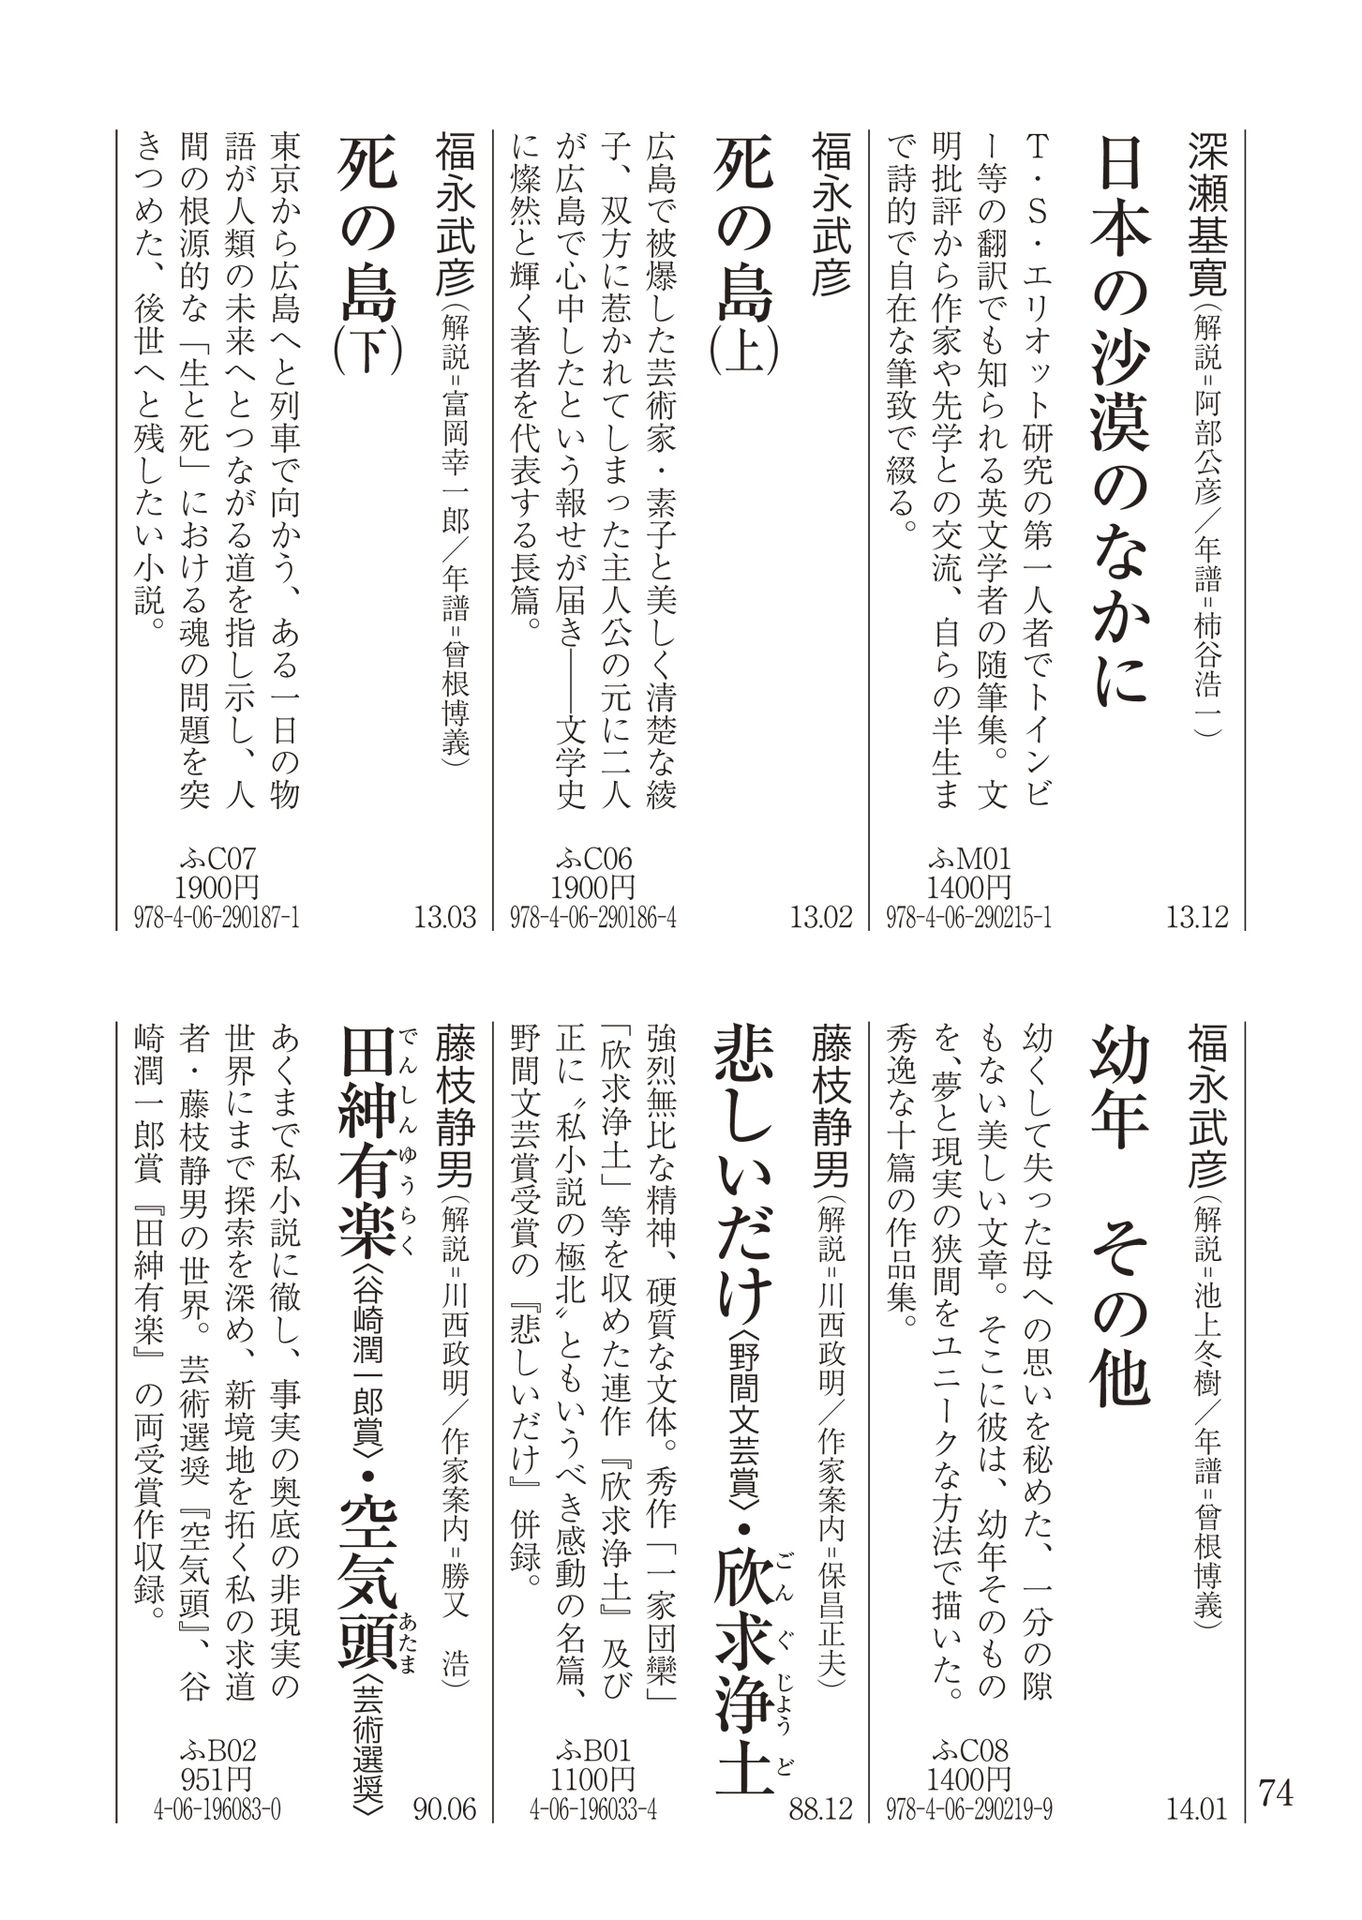 深瀬基寛(解説=阿部公彦/年譜=柿谷浩一)
日本の沙漠のなかに
T・S・エリオット研究の第一人者でトインビ
ー等の翻訳でも知られる英文学者の随筆集。文
明批評から作家や先学との交流、自らの半生ま
で詩的で自在な筆致で綴る。
ふM01
1400円
978-4-06-290215-1
13.12
福永武彦
死の島(上)
広島で被爆した芸術家・素子と美しく清楚な綾
子、双方に惹かれてしまった主人公の元に二人
が広島で心中したという報せが届き――文学史
に燦然と輝く著者を代表する長篇。
ふC06
1900円
978-4-06-290186-4
13.02
福永武彦(解説=富岡幸一郎/年譜=曾根博義)
死の島(下)
東京から広島へと列車で向かう、ある一日の物
語が人類の未来へとつながる道を指し示し、人
間の根源的な「生と死」における魂の問題を突
きつめた、後世へと残したい小説。
ふC07
1900円
978-4-06-290187-1
13.03
福永武彦(解説=池上冬樹/年譜=曾根博義)
幼年　その他
幼くして失った母への思いを秘めた、一分の隙
もない美しい文章。そこに彼は、幼年そのもの
を、夢と現実の狭間をユニークな方法で描いた。
秀逸な十篇の作品集。
ふC08
1400円
978-4-06-290219-9
14.01
藤枝静男(解説=川西政明/作家案内=保昌正夫)
悲しいだけ〈野間文芸賞〉・欣求浄土
ごんぐじょうど
強烈無比な精神、硬質な文体。秀作「一家団欒」
「欣求浄土」等を収めた連作『欣求浄土』及び
正に〝私小説の極北〟ともいうべき感動の名篇、
野間文芸賞受賞の『悲しいだけ』併録。
ふB01
1100円
4-06-196033-4
88.12
藤枝静男(解説=川西政明/作家案内=勝又　浩)
田紳有楽〈谷崎潤一郎賞〉・空気頭〈芸術選奨〉
でんしんゆうらく
あたま
あくまで私小説に徹し、事実の奥底の非現実の
世界にまで探索を深め、新境地を拓く私の求道
者・藤枝静男の世界。芸術選奨『空気頭』、谷
崎潤一郎賞『田紳有楽』の両受賞作収録。
ふB02
951円
4-06-196083-0
90.06
74